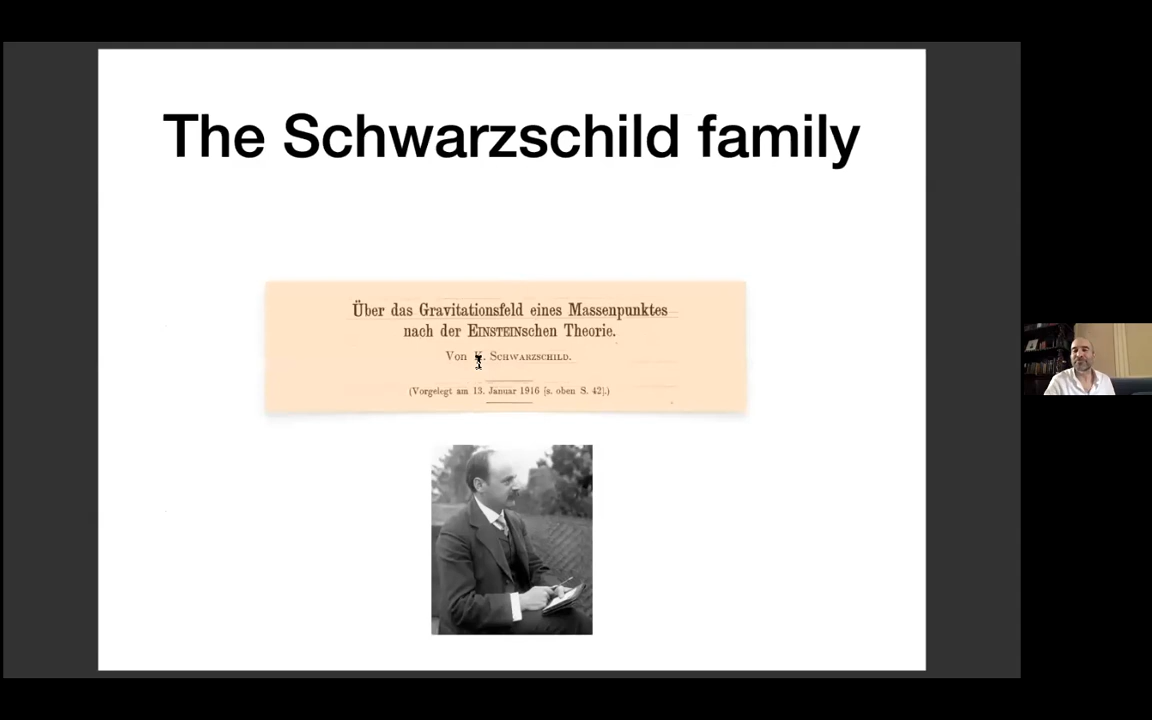 The Schwarzschild family
Über das Gravitationsfeld eines Massenpunktes
nach der EINSTEINschen Theorie.
Von K. SCHWARZSCHILD.
(Vorgelegt am 13. Januar 1916 [s. oben S. 42].)